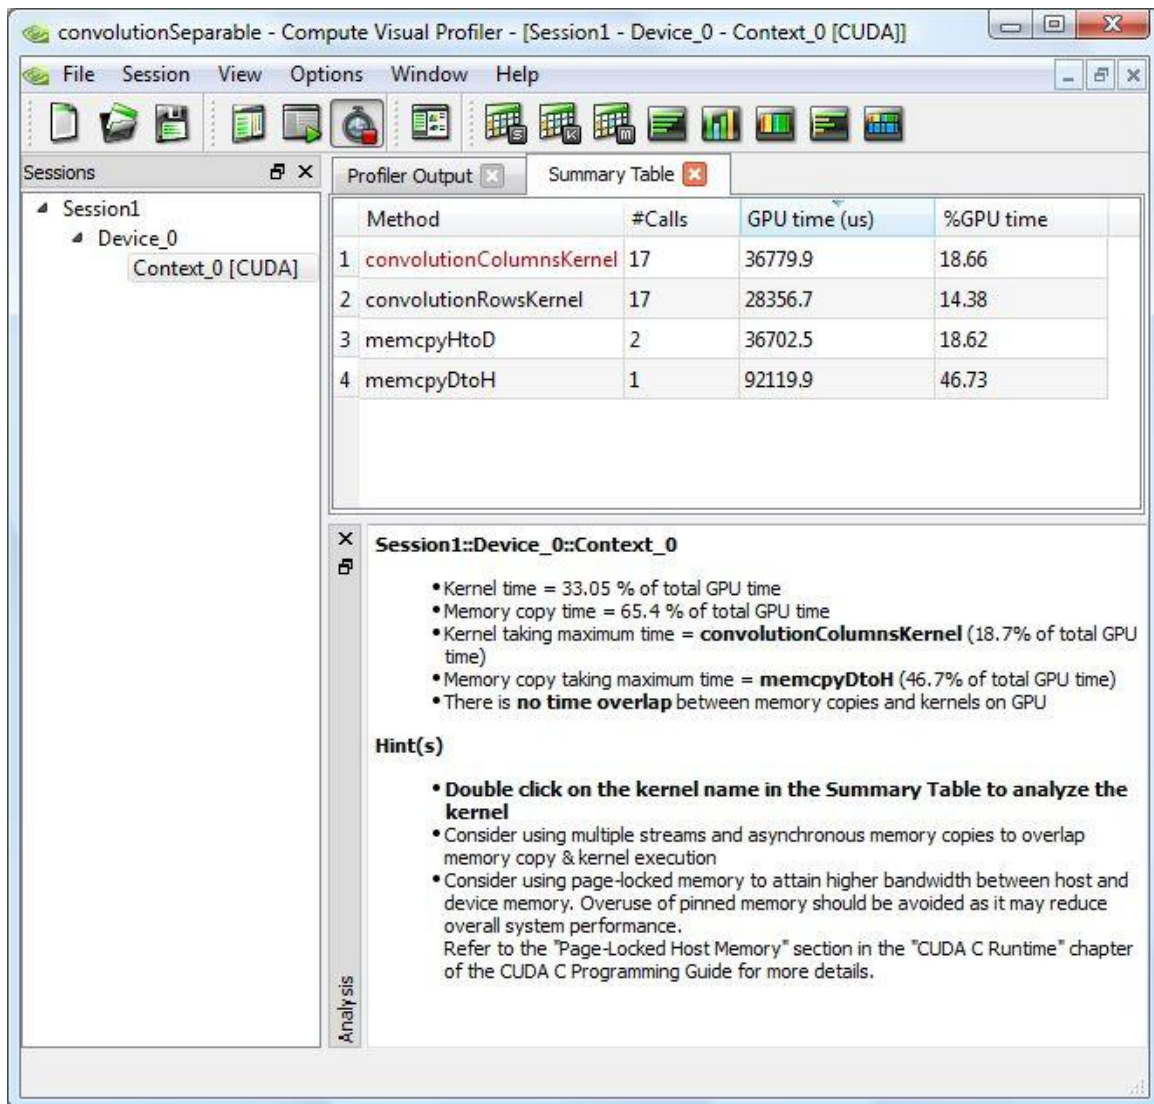 convolutionSeparable - Compute Visual Profiler - [Session1 - Device_0 - Context_0 [CUDA]]
File Session View Options Window Help
S K M
Sessions
Session1
Device_0
Context_0 [CUDA]
Profiler Output Summary Table
Method #Calls GPU time (us) %GPU time
1 convolutionColumnsKernel 17 36779.9 18.66
2 convolutionRowsKernel 17 28356.7 14.38
3 memcpyHtoD 2 36702.5 18.62
4 memcpyDtoH 1 92119.9 46.73
Session1::Device_0::Context_0
• Kernel time = 33.05 % of total GPU time
• Memory copy time = 65.4 % of total GPU time
• Kernel taking maximum time = convolutionColumnsKernel (18.7% of total GPU
time)
• Memory copy taking maximum time = memcpyDtoH (46.7% of total GPU time)
• There is no time overlap between memory copies and kernels on GPU
Hint(s)
• Double click on the kernel name in the Summary Table to analyze the
kernel
• Consider using multiple streams and asynchronous memory copies to overlap
memory copy & kernel execution
• Consider using page-locked memory to attain higher bandwidth between host and
device memory. Overuse of pinned memory should be avoided as it may reduce
overall system performance.
Refer to the "Page-Locked Host Memory" section in the "CUDA C Runtime" chapter
of the CUDA C Programming Guide for more details.
Analysis